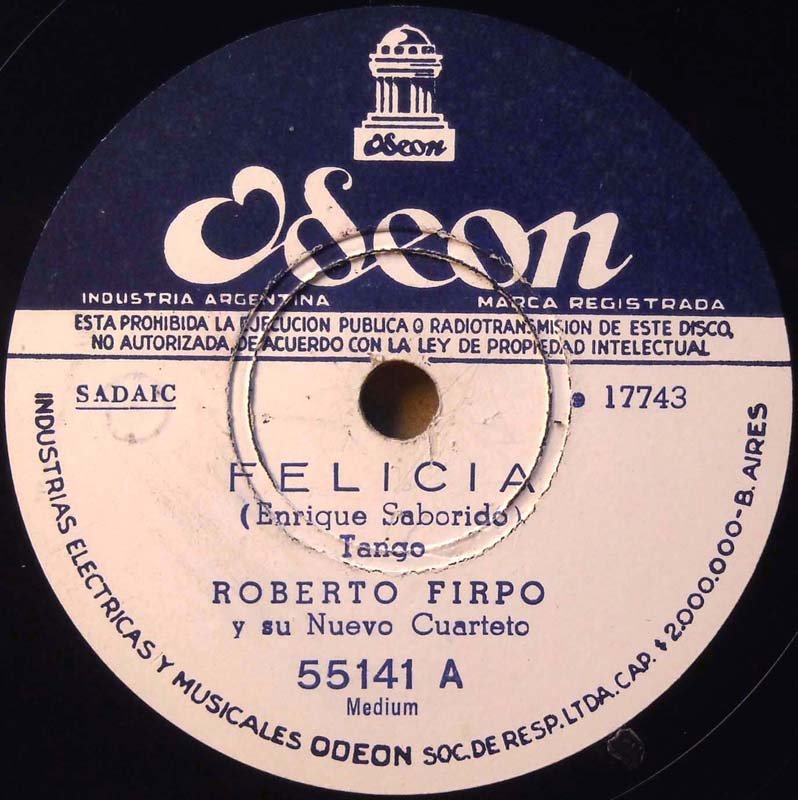 Odeon
Odeon
INDUSTRIA ARGENTINA MARCA REGISTRADA
ESTA PROHIBIDA LA EJECUCION PUBLICA O RADIOTRANSMISION DE ESTE DISCO,
NO AUTORIZADA DE ACUERDO CON LA LEY DE PROPIEDAD INTELECTUAL
SADAIC 17743
FELICIA
(Enrique Saborido)
Tango
ROBERTO FIRPO
y su Nuevo Cuarteto
55141 A
Medium
INDUSTRIAS ELECTRICAS Y MUSICALES ODEON SOC. DE RESP. LTDA. CAP. $ 2.000.000-B. AIRES